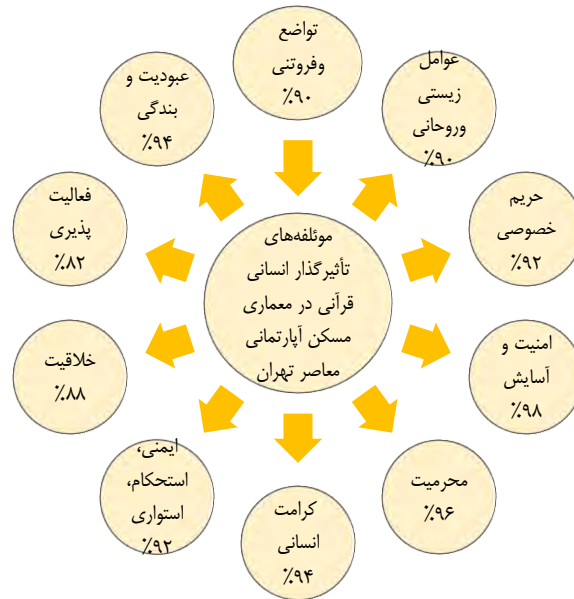 تواضع
وفروتنی
٪۹۰
عوامل
زیستی
وروحانی
٪۹۰
حریم
خصوصی
٪۹۲
امنیت و
آسایش
٪۹۸
محرمیت
٪۹۶
کرامت
انسانی
٪۹۴
ایمنی،
استحکام،
استواری
٪۹۲
خلاقیت
٪۸۸
فعالیت
پذیری
٪۸۲
عبودیت و
بندگی
٪۹۴
موئلفه‌های
تأثیرگذار انسانی
قرآنی در معماری
مسکن آپارتمانی
معاصر تهران